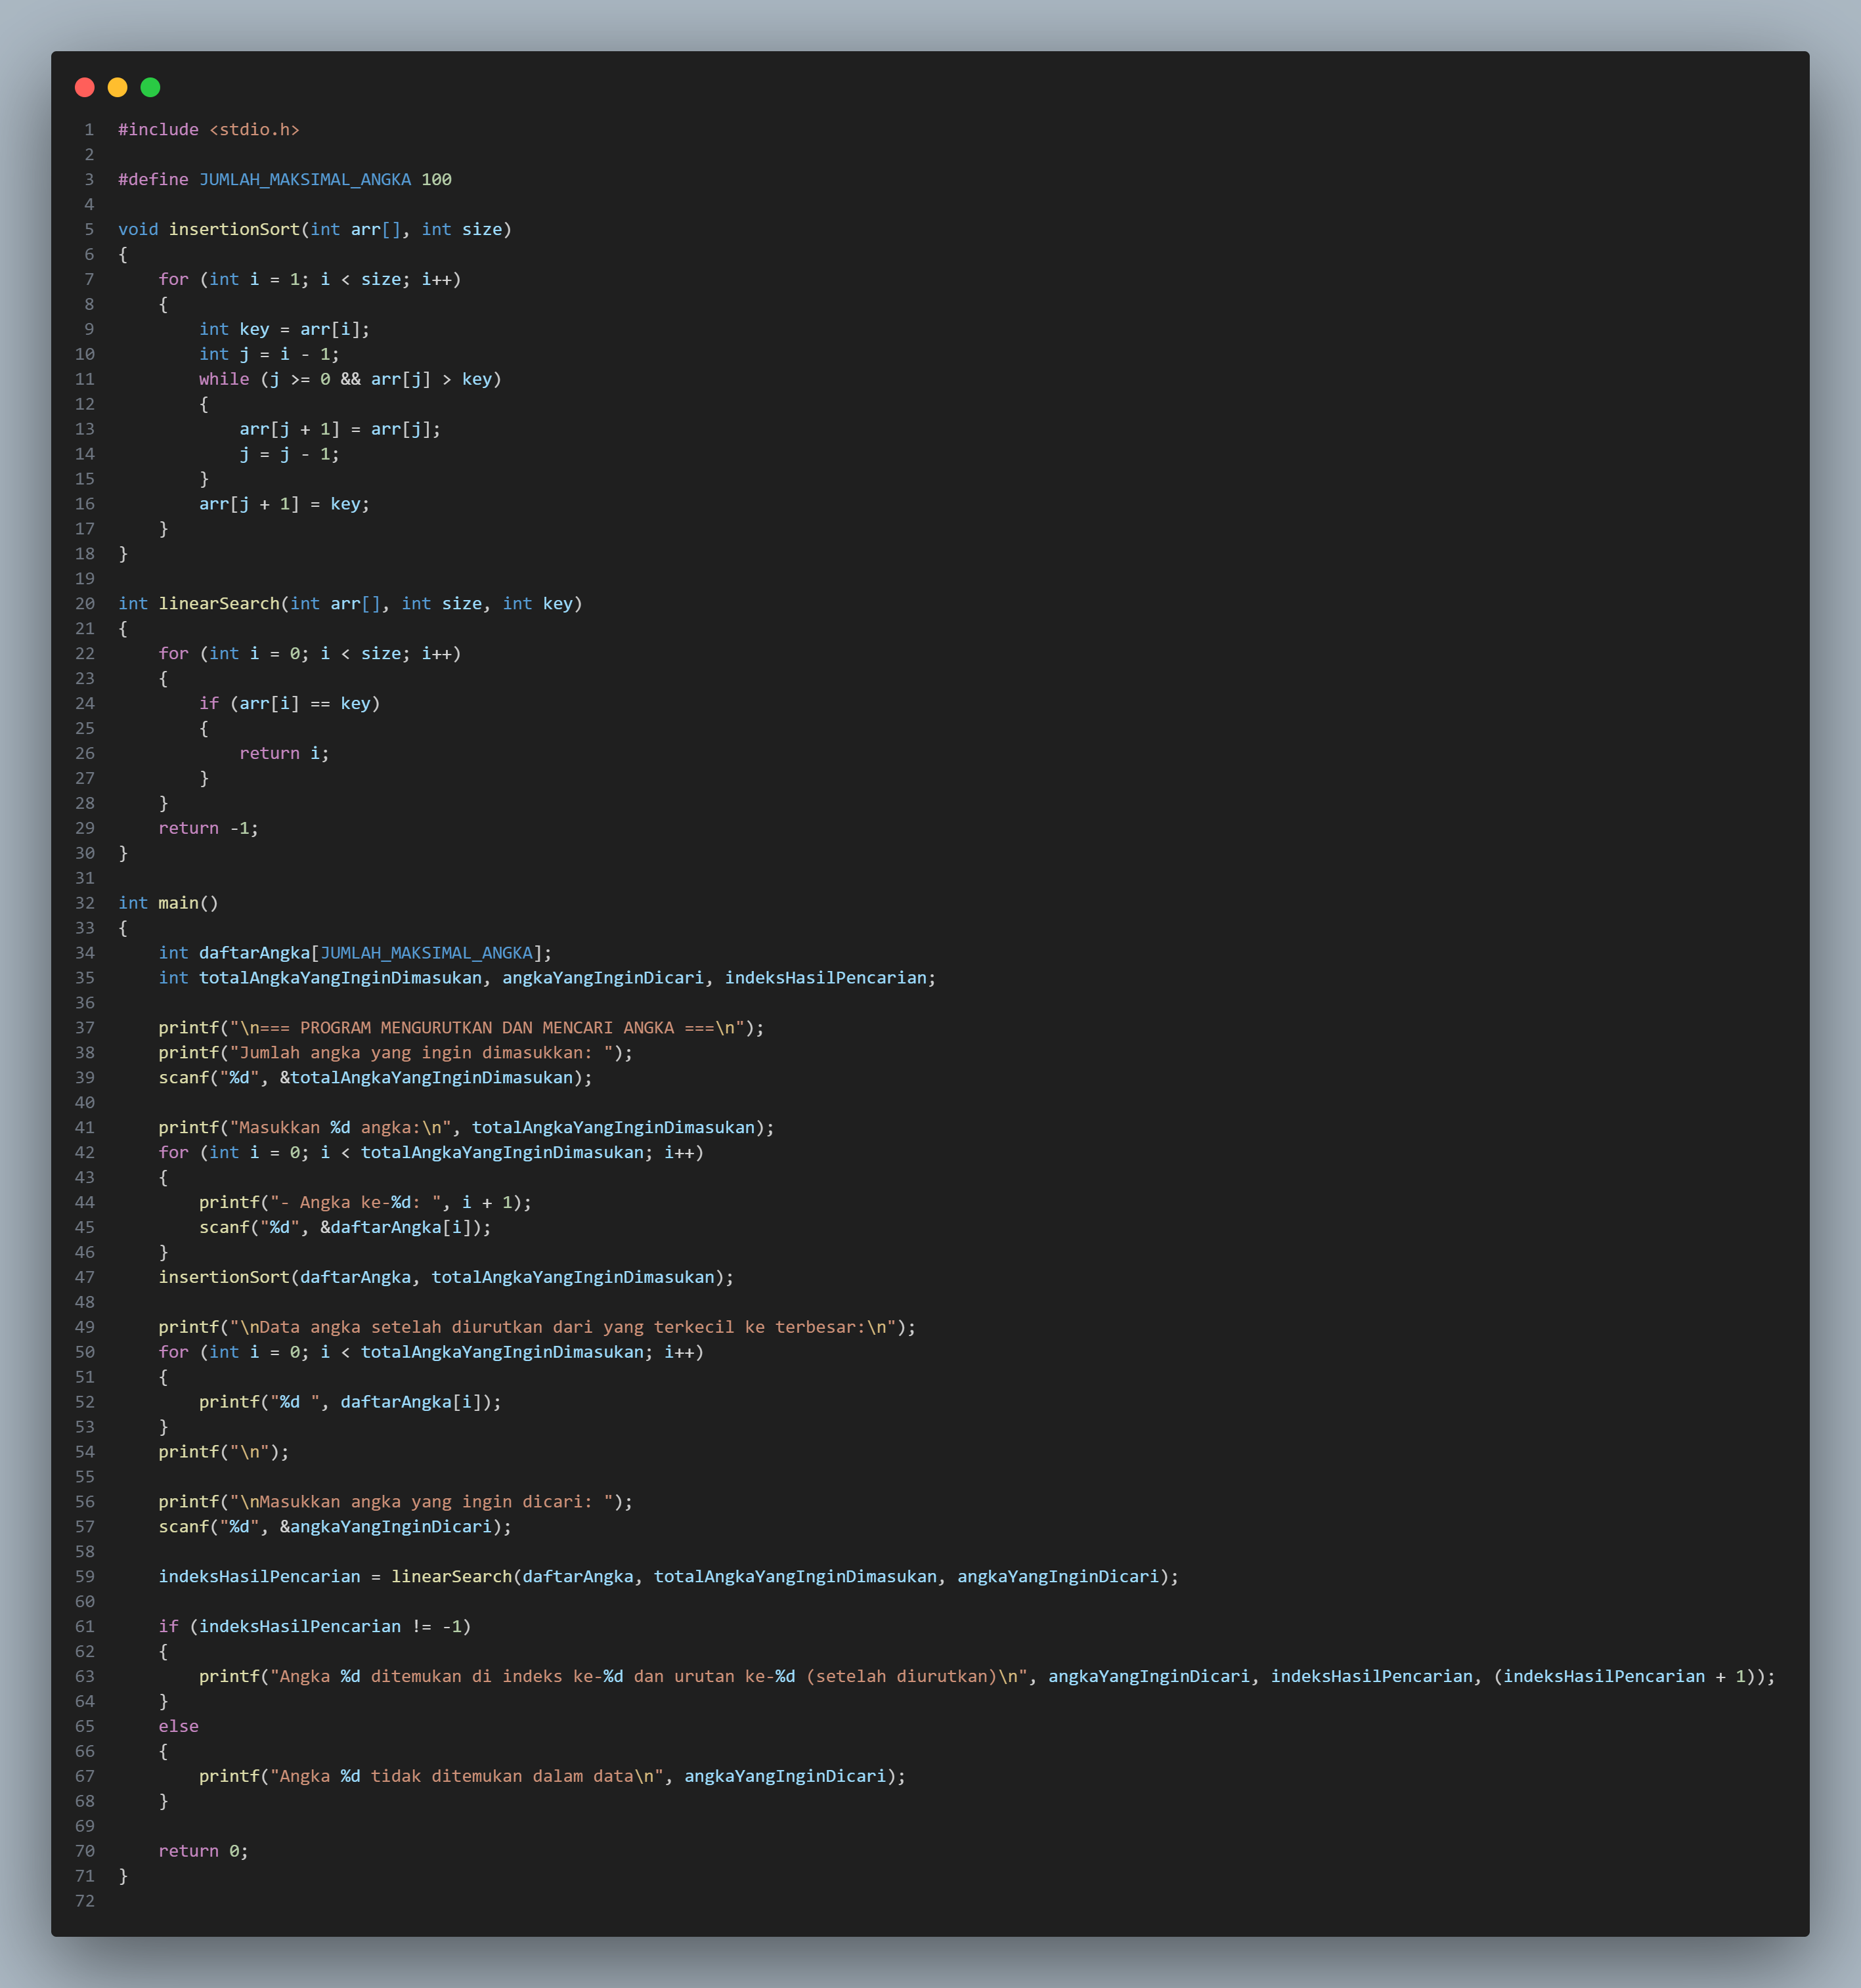 1 #include <stdio.h>
2
3 #define JUMLAH_MAKSIMAL_ANGKA 100
4
5 void insertionSort(int arr[], int size)
6 {
7     for (int i = 1; i < size; i++)
8     {
9         int key = arr[i];
10         int j = i - 1;
11         while (j >= 0 && arr[j] > key)
12         {
13             arr[j + 1] = arr[j];
14             j = j - 1;
15         }
16         arr[j + 1] = key;
17     }
18 }
19
20 int linearSearch(int arr[], int size, int key)
21 {
22     for (int i = 0; i < size; i++)
23     {
24         if (arr[i] == key)
25         {
26             return i;
27         }
28     }
29     return -1;
30 }
31
32 int main()
33 {
34     int daftarAngka[JUMLAH_MAKSIMAL_ANGKA];
35     int totalAngkaYangInginDimasukan, angkaYangInginDicari, indeksHasilPencarian;
36
37     printf("\n=== PROGRAM MENGURUTKAN DAN MENCARI ANGKA ===\n");
38     printf("Jumlah angka yang ingin dimasukkan: ");
39     scanf("%d", &totalAngkaYangInginDimasukan);
40
41     printf("Masukkan %d angka:\n", totalAngkaYangInginDimasukan);
42     for (int i = 0; i < totalAngkaYangInginDimasukan; i++)
43     {
44         printf("- Angka ke-%d: ", i + 1);
45         scanf("%d", &daftarAngka[i]);
46     }
47     insertionSort(daftarAngka, totalAngkaYangInginDimasukan);
48
49     printf("\nData angka setelah diurutkan dari yang terkecil ke terbesar:\n");
50     for (int i = 0; i < totalAngkaYangInginDimasukan; i++)
51     {
52         printf("%d ", daftarAngka[i]);
53     }
54     printf("\n");
55
56     printf("\nMasukkan angka yang ingin dicari: ");
57     scanf("%d", &angkaYangInginDicari);
58
59     indeksHasilPencarian = linearSearch(daftarAngka, totalAngkaYangInginDimasukan, angkaYangInginDicari);
60
61     if (indeksHasilPencarian != -1)
62     {
63         printf("Angka %d ditemukan di indeks ke-%d dan urutan ke-%d (setelah diurutkan)\n", angkaYangInginDicari, indeksHasilPencarian, (indeksHasilPencarian + 1));
64     }
65     else
66     {
67         printf("Angka %d tidak ditemukan dalam data\n", angkaYangInginDicari);
68     }
69
70     return 0;
71 }
72